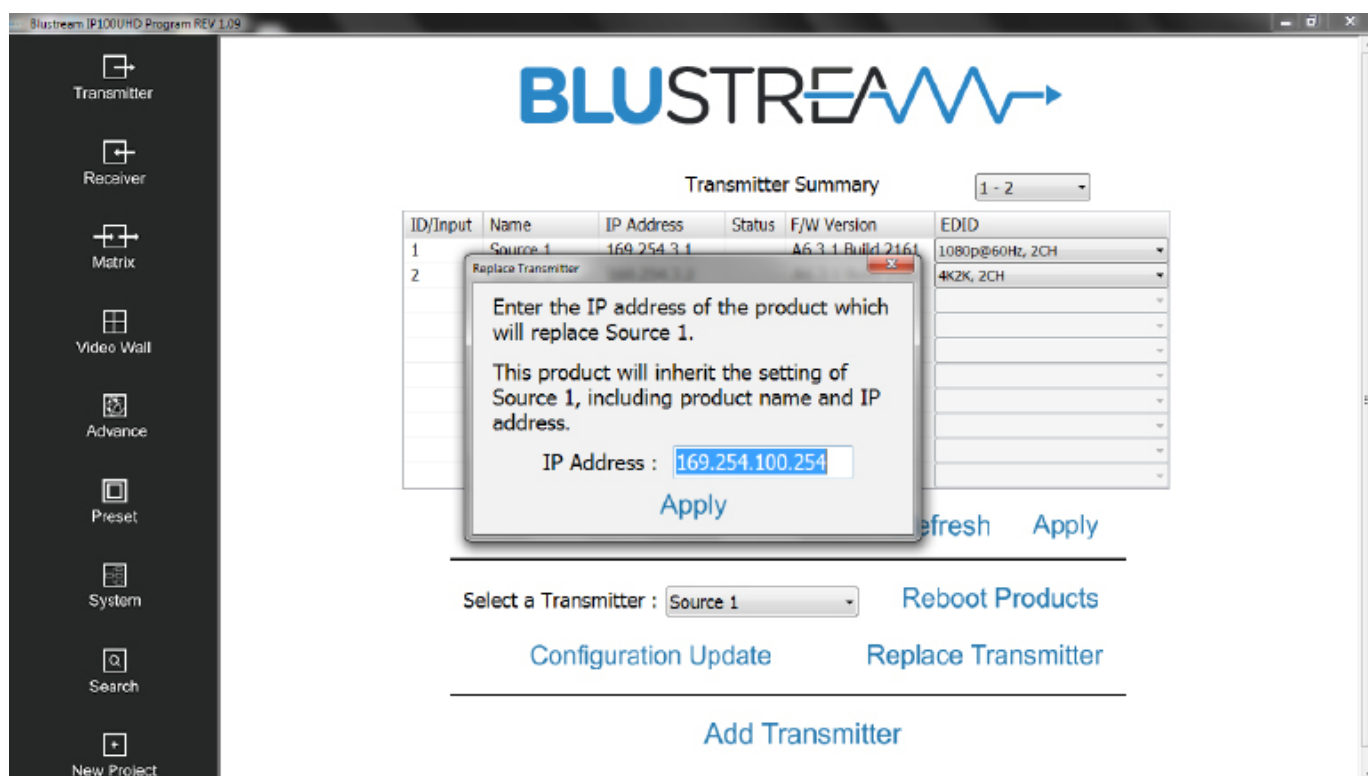 Blustream IP100UHD Program REV 1.09
Transmitter
Receiver
Matrix
Video Wall
Advance
Preset
System
Search
New Project
BLUSTREAM
Transmitter Summary
1 - 2
ID/Input Name IP Address Status F/W Version EDID
1 Source 1 169.254.3.1 A6.3.1 Build 2161 1080p@60Hz, 2CH
2 4K2K, 2CH
Replace Transmitter
Enter the IP address of the product which
will replace Source 1.
This product will inherit the setting of
Source 1, including product name and IP
address.
IP Address : 169.254.100.254
Apply
efresh Apply
Select a Transmitter : Source 1 Reboot Products
Configuration Update Replace Transmitter
Add Transmitter